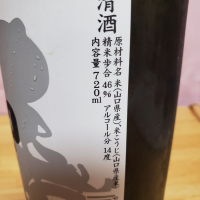 清酒
原材料名 米(山口県産)、米こうじ(山口県産米)
精米歩合 46% アルコール分 14度
内容量 720ml